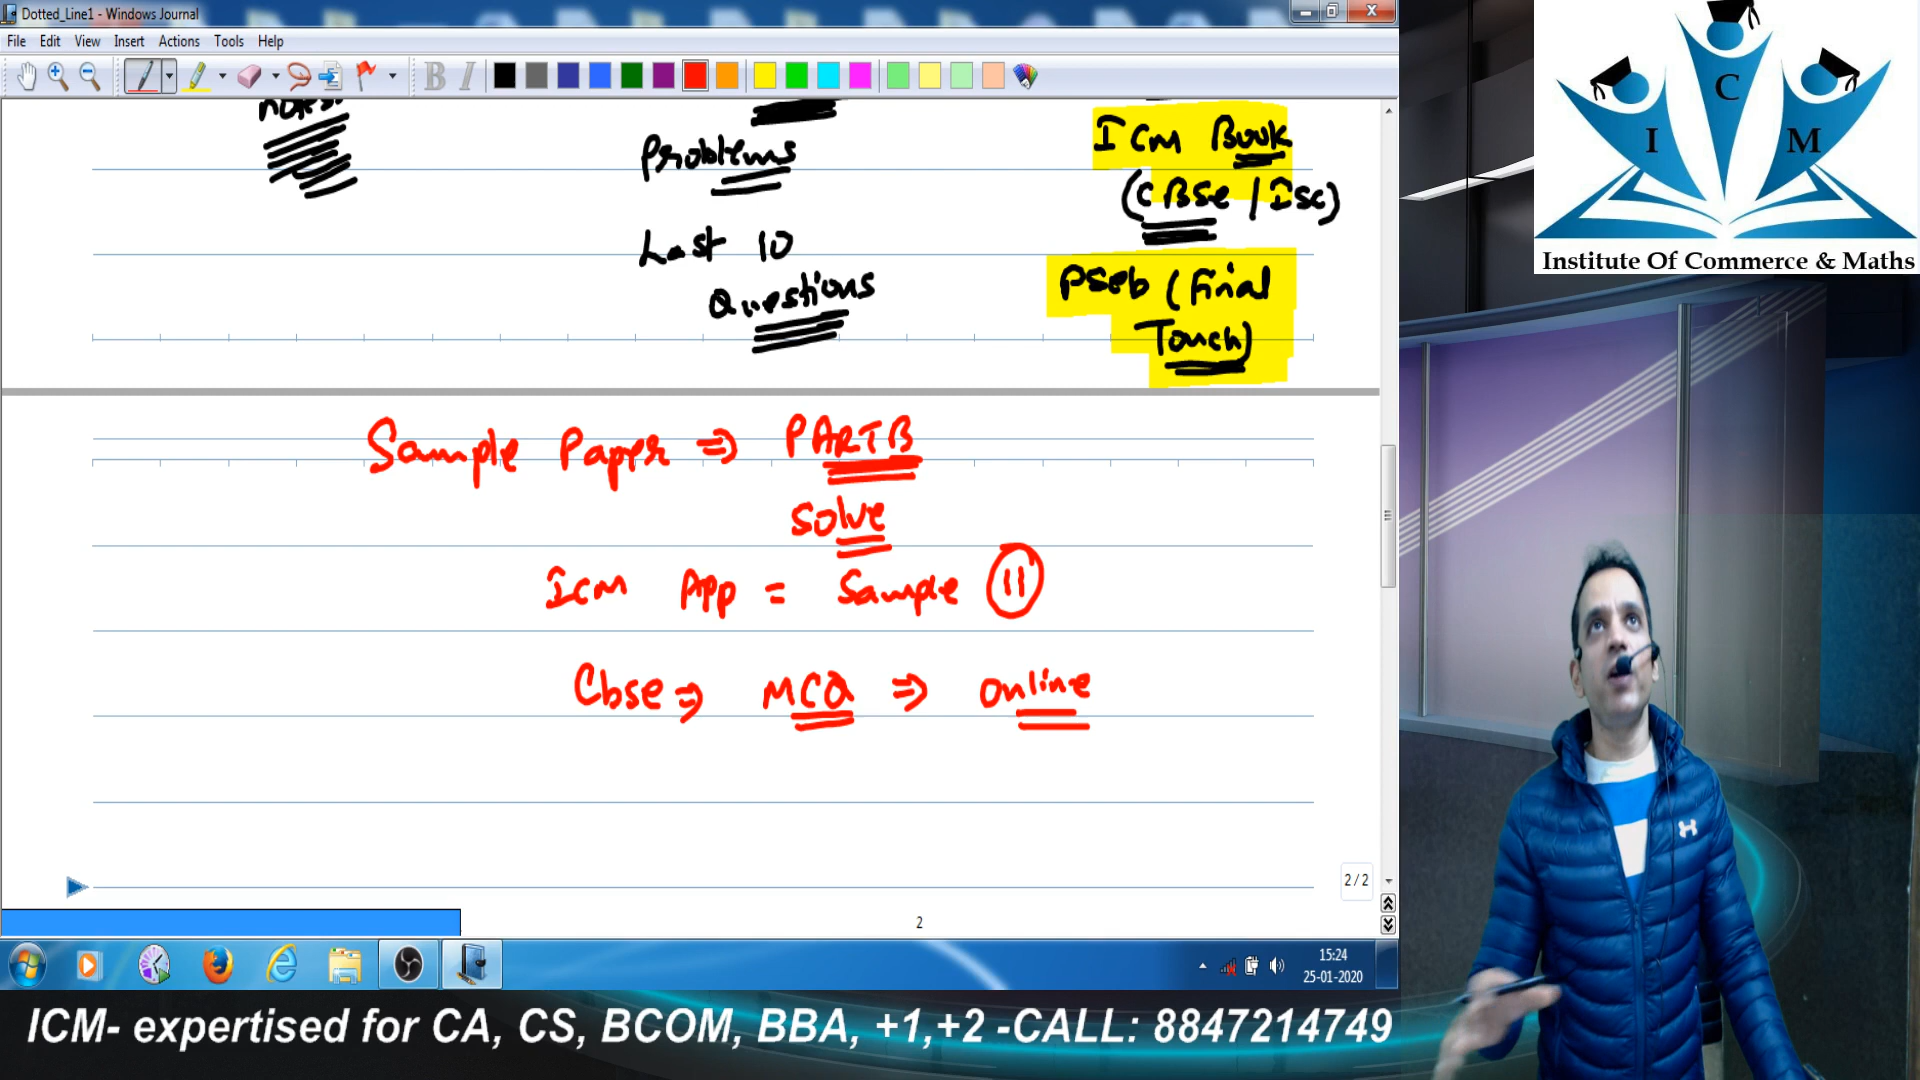 Dotted_Line1 - Windows Journal
File Edit View Insert Actions Tools Help
B I
Notes
Problems
Last 10
Questions
ICM Book
(CBSE / ISC)
PSEB (Final
Touch)
Sample Paper ⇒ PART B
Solve
ICM App = Sample 11
Cbse ⇒ MCQ ⇒ Online
2 / 2
2
15:24
25-01-2020
I C M
Institute Of Commerce & Maths
ICM- expertised for CA, CS, BCOM, BBA, +1,+2 -CALL: 8847214749